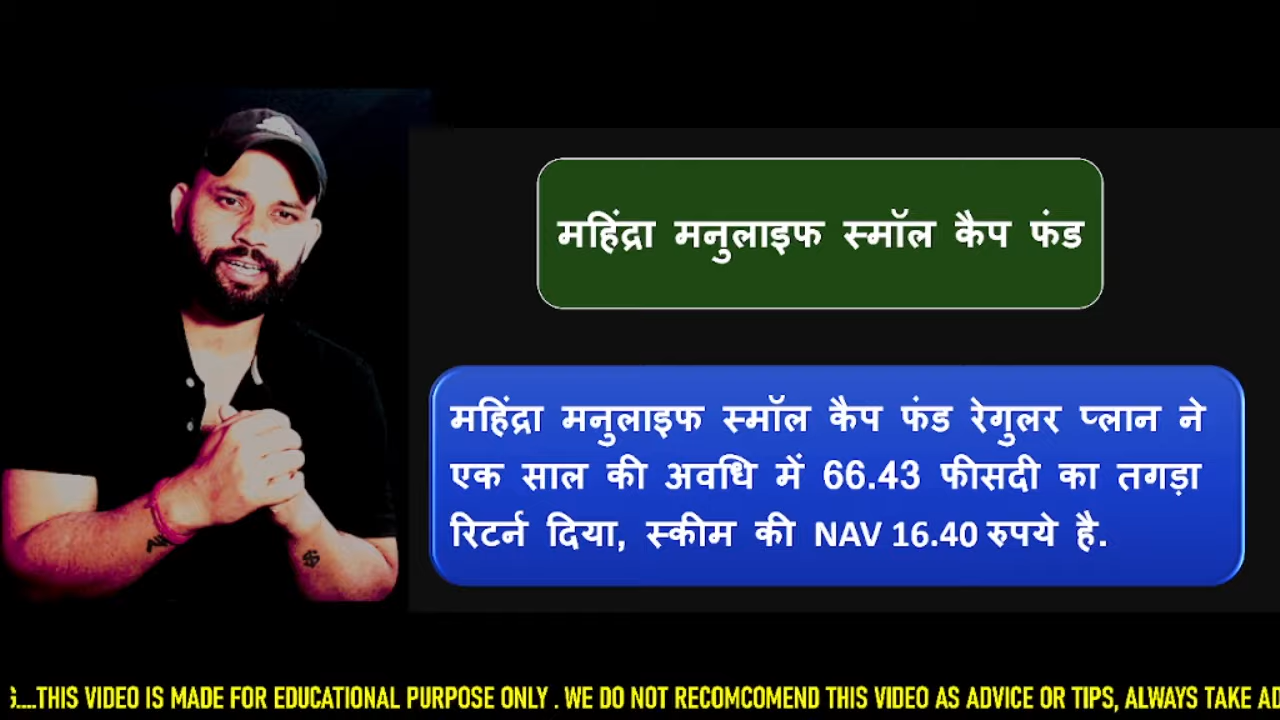 महिंद्रा मनुलाइफ स्मॉल कैप फंड
महिंद्रा मनुलाइफ स्मॉल कैप फंड रेगुलर प्लान ने
एक साल की अवधि में 66.43 फीसदी का तगड़ा
रिटर्न दिया, स्कीम की NAV 16.40 रुपये है.
....THIS VIDEO IS MADE FOR EDUCATIONAL PURPOSE ONLY . WE DO NOT RECOMCOMEND THIS VIDEO AS ADVICE OR TIPS, ALWAYS TAKE